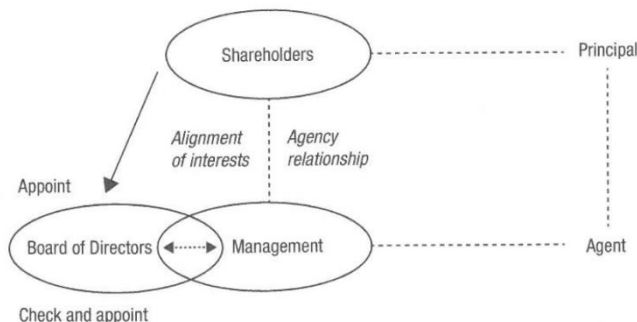 Shareholders
Principal
Alignment
of interests
Agency
relationship
Appoint
Board of Directors
Management
Agent
Check and appoint